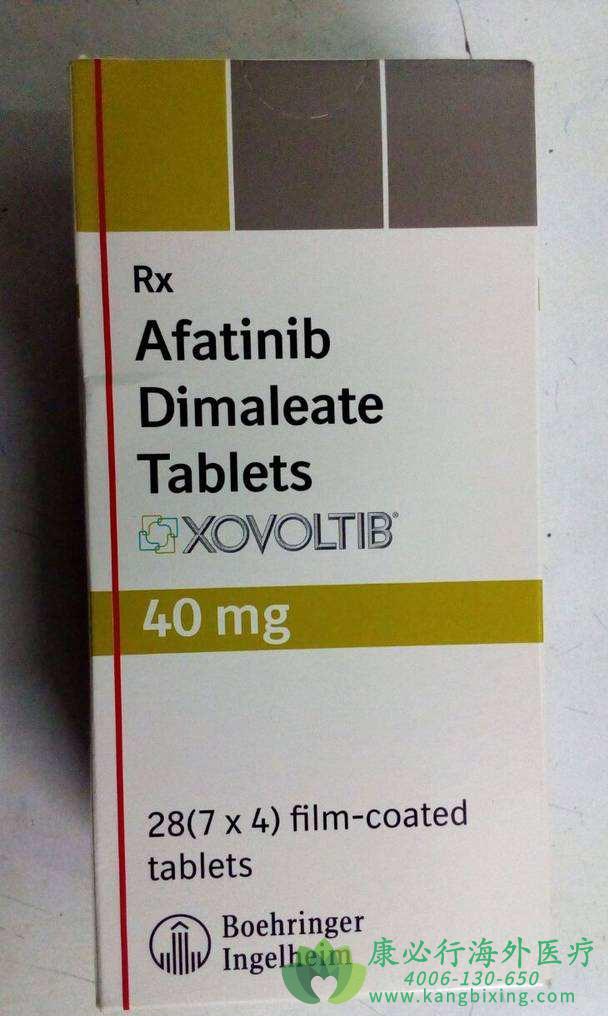 Rx
Afatinib
Dimaleate
Tablets
XOVOLTIB®
40 mg
28(7 x 4) film-coated
tablets
Boehringer
Ingelheim
康必行海外医疗
4006-130-650
www.kangbixing.com